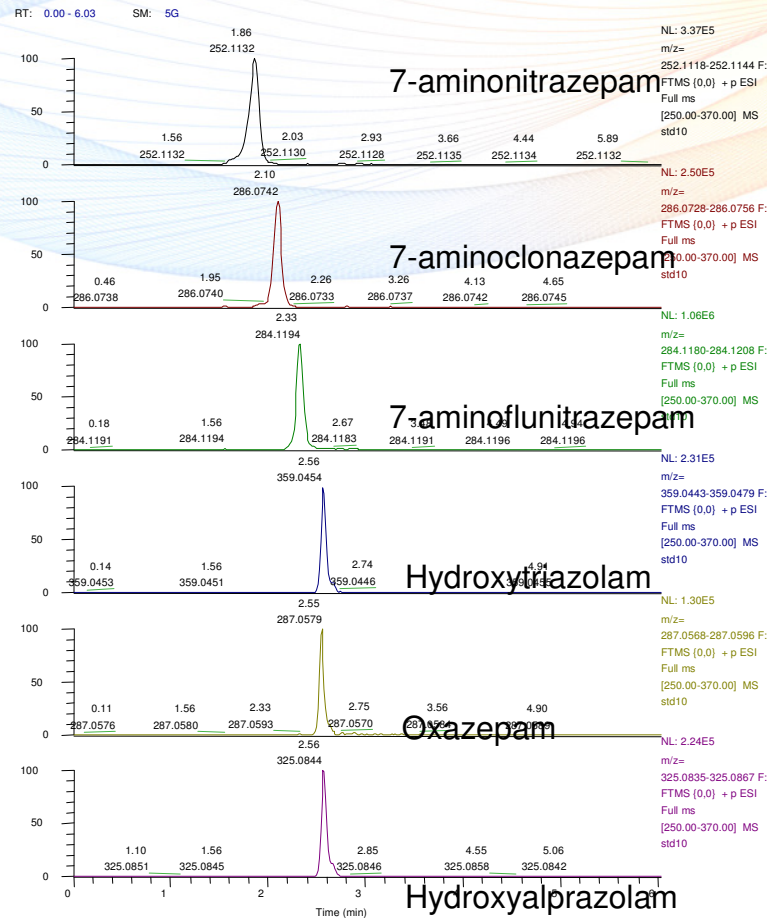 RT: 0.00 - 6.03 SM: 5G
1.86
252.1132
NL: 3.37E5
m/z=
252.1118-252.1144 F:
FTMS {0,0} + p ESI
Full ms
[250.00-370.00] MS
std10
7-aminonitrazepam
100
50
0
1.56 2.03 2.93 3.66 4.44 5.89
252.1132 252.1130 252.1128 252.1135 252.1134 252.1132
2.10
286.0742
NL: 2.50E5
m/z=
286.0728-286.0756 F:
FTMS {0,0} + p ESI
Full ms
[250.00-370.00] MS
std10
7-aminoclonazepam
100
50
0
0.46 1.95 2.26 3.26 4.13 4.65
286.0738 286.0740 286.0733 286.0737 286.0742 286.0745
2.33
284.1194
NL: 1.06E6
m/z=
284.1180-284.1208 F:
FTMS {0,0} + p ESI
Full ms
[250.00-370.00] MS
7-aminoflunitrazepam
100
50
0
0.18 1.56 2.67
284.1191 284.1194 284.1183 284.1191 284.1196 284.1196
2.56
359.0454
NL: 2.31E5
m/z=
359.0443-359.0479 F:
FTMS {0,0} + p ESI
Full ms
[250.00-370.00] MS
std10
Hydroxytriazolam
100
50
0
0.14 1.56 2.74
359.0453 359.0451 359.0446
2.55
287.0579
NL: 1.30E5
m/z=
287.0568-287.0596 F:
FTMS {0,0} + p ESI
Full ms
[250.00-370.00] MS
std10
Oxazepam
100
50
0
0.11 1.56 2.33 2.75 3.56 4.90
287.0576 287.0580 287.0593 287.0570
2.56
325.0844
NL: 2.24E5
m/z=
325.0835-325.0867 F:
FTMS {0,0} + p ESI
Full ms
[250.00-370.00] MS
std10
100
50
0
1.10 1.56 2.85 4.55 5.06
325.0851 325.0845 325.0846 325.0858 325.0842
0 1 2 3
Hydroxyalprazolam
Time (min)